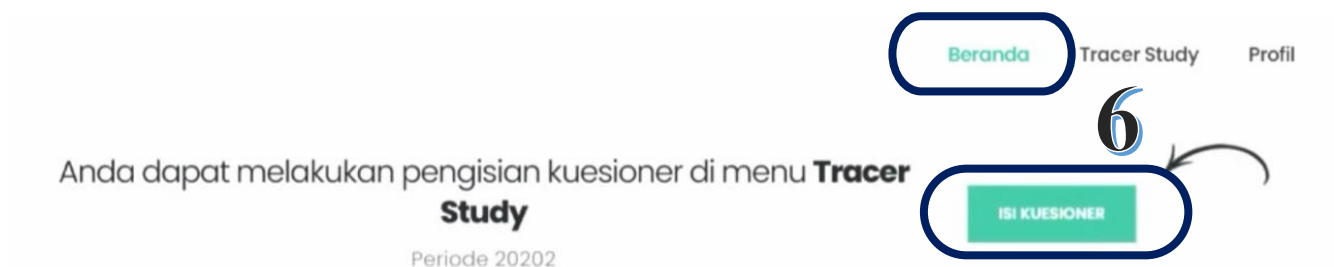 Beranda Tracer Study Profil
6
Anda dapat melakukan pengisian kuesioner di menu Tracer
Study
ISI KUESIONER
Periode 20202